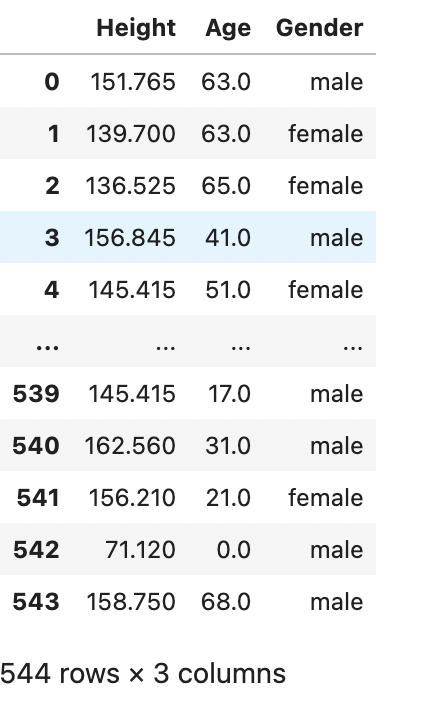 Height Age Gender
0 151.765 63.0 male
1 139.700 63.0 female
2 136.525 65.0 female
3 156.845 41.0 male
4 145.415 51.0 female
... ... ... ...
539 145.415 17.0 male
540 162.560 31.0 male
541 156.210 21.0 female
542 71.120 0.0 male
543 158.750 68.0 male
544 rows × 3 columns